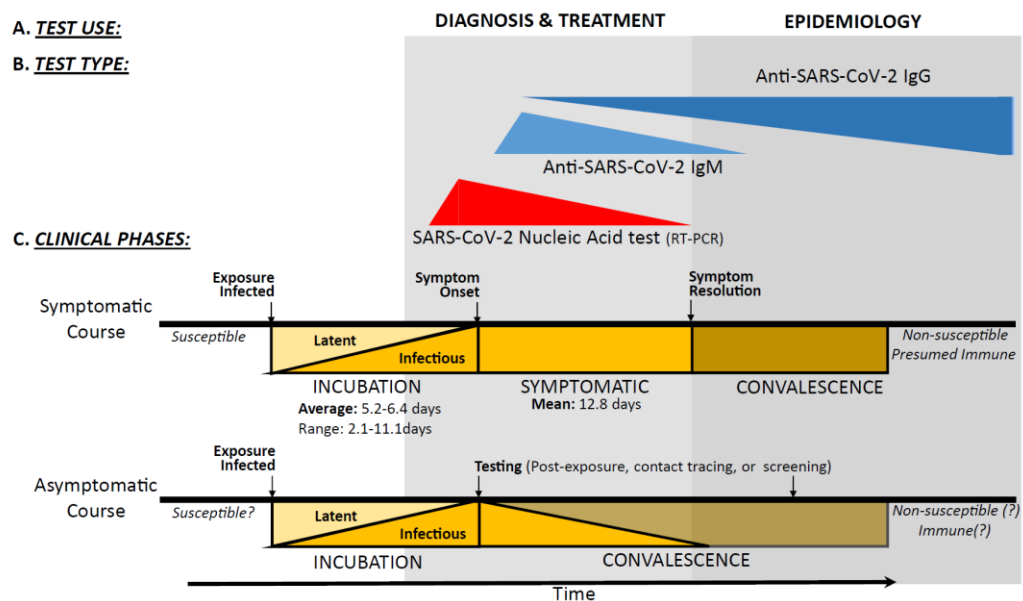 DIAGNOSIS & TREATMENT
EPIDEMIOLOGY
A. TEST USE:
B. TEST TYPE:
Anti-SARS-CoV-2 IgG
Anti-SARS-CoV-2 IgM
SARS-CoV-2 Nucleic Acid test (RT-PCR)
C. CLINICAL PHASES:
Exposure
Infected
Symptom
Onset
Symptom
Resolution
Symptomatic
Course
Susceptible
Latent
Infectious
Non-susceptible
Presumed Immune
INCUBATION
Average: 5.2-6.4 days
Range: 2.1-11.1days
SYMPTOMATIC
Mean: 12.8 days
CONVALESCENCE
Exposure
Infected
Testing (Post-exposure, contact tracing, or screening)
Asymptomatic
Course
Susceptible?
Latent
Infectious
Non-susceptible (?)
Immune(?)
INCUBATION
CONVALESCENCE
Time